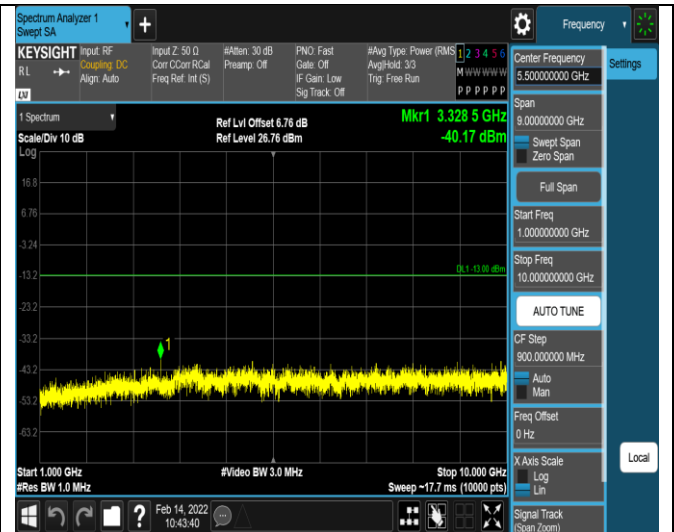 Spectrum Analyzer 1
Swept SA
+
Frequency
KEYSIGHT
RL
LXI
Input: RF
Coupling: DC
Align: Auto
Input Z: 50 Ω
Corr CCorr RCal
Freq Ref: Int (S)
#Atten: 30 dB
Preamp: Off
PNO: Fast
Gate: Off
IF Gain: Low
Sig Track: Off
#Avg Type: Power (RMS
Avg|Hold: 3/3
Trig: Free Run
1 2 3 4 5 6
M W W W W W
P P P P P P
Center Frequency
5.500000000 GHz
Settings
1 Spectrum
Scale/Div 10 dB
Log
Ref Lvl Offset 6.76 dB
Ref Level 26.76 dBm
Mkr1 3.328 5 GHz
-40.17 dBm
Span
9.00000000 GHz
Swept Span
Zero Span
Full Span
Start Freq
1.000000000 GHz
Stop Freq
10.000000000 GHz
AUTO TUNE
CF Step
900.000000 MHz
Auto
Man
Freq Offset
0 Hz
X Axis Scale
Log
Lin
Signal Track
(Span Zoom)
Local
16.8
6.76
-3.24
-13.2
DL1 -13.00 dBm
-23.2
-33.2
1
-43.2
-53.2
-63.2
Start 1.000 GHz
#Res BW 1.0 MHz
#Video BW 3.0 MHz
Stop 10.000 GHz
Sweep ~17.7 ms (10000 pts)
?
Feb 14, 2022
10:43:40